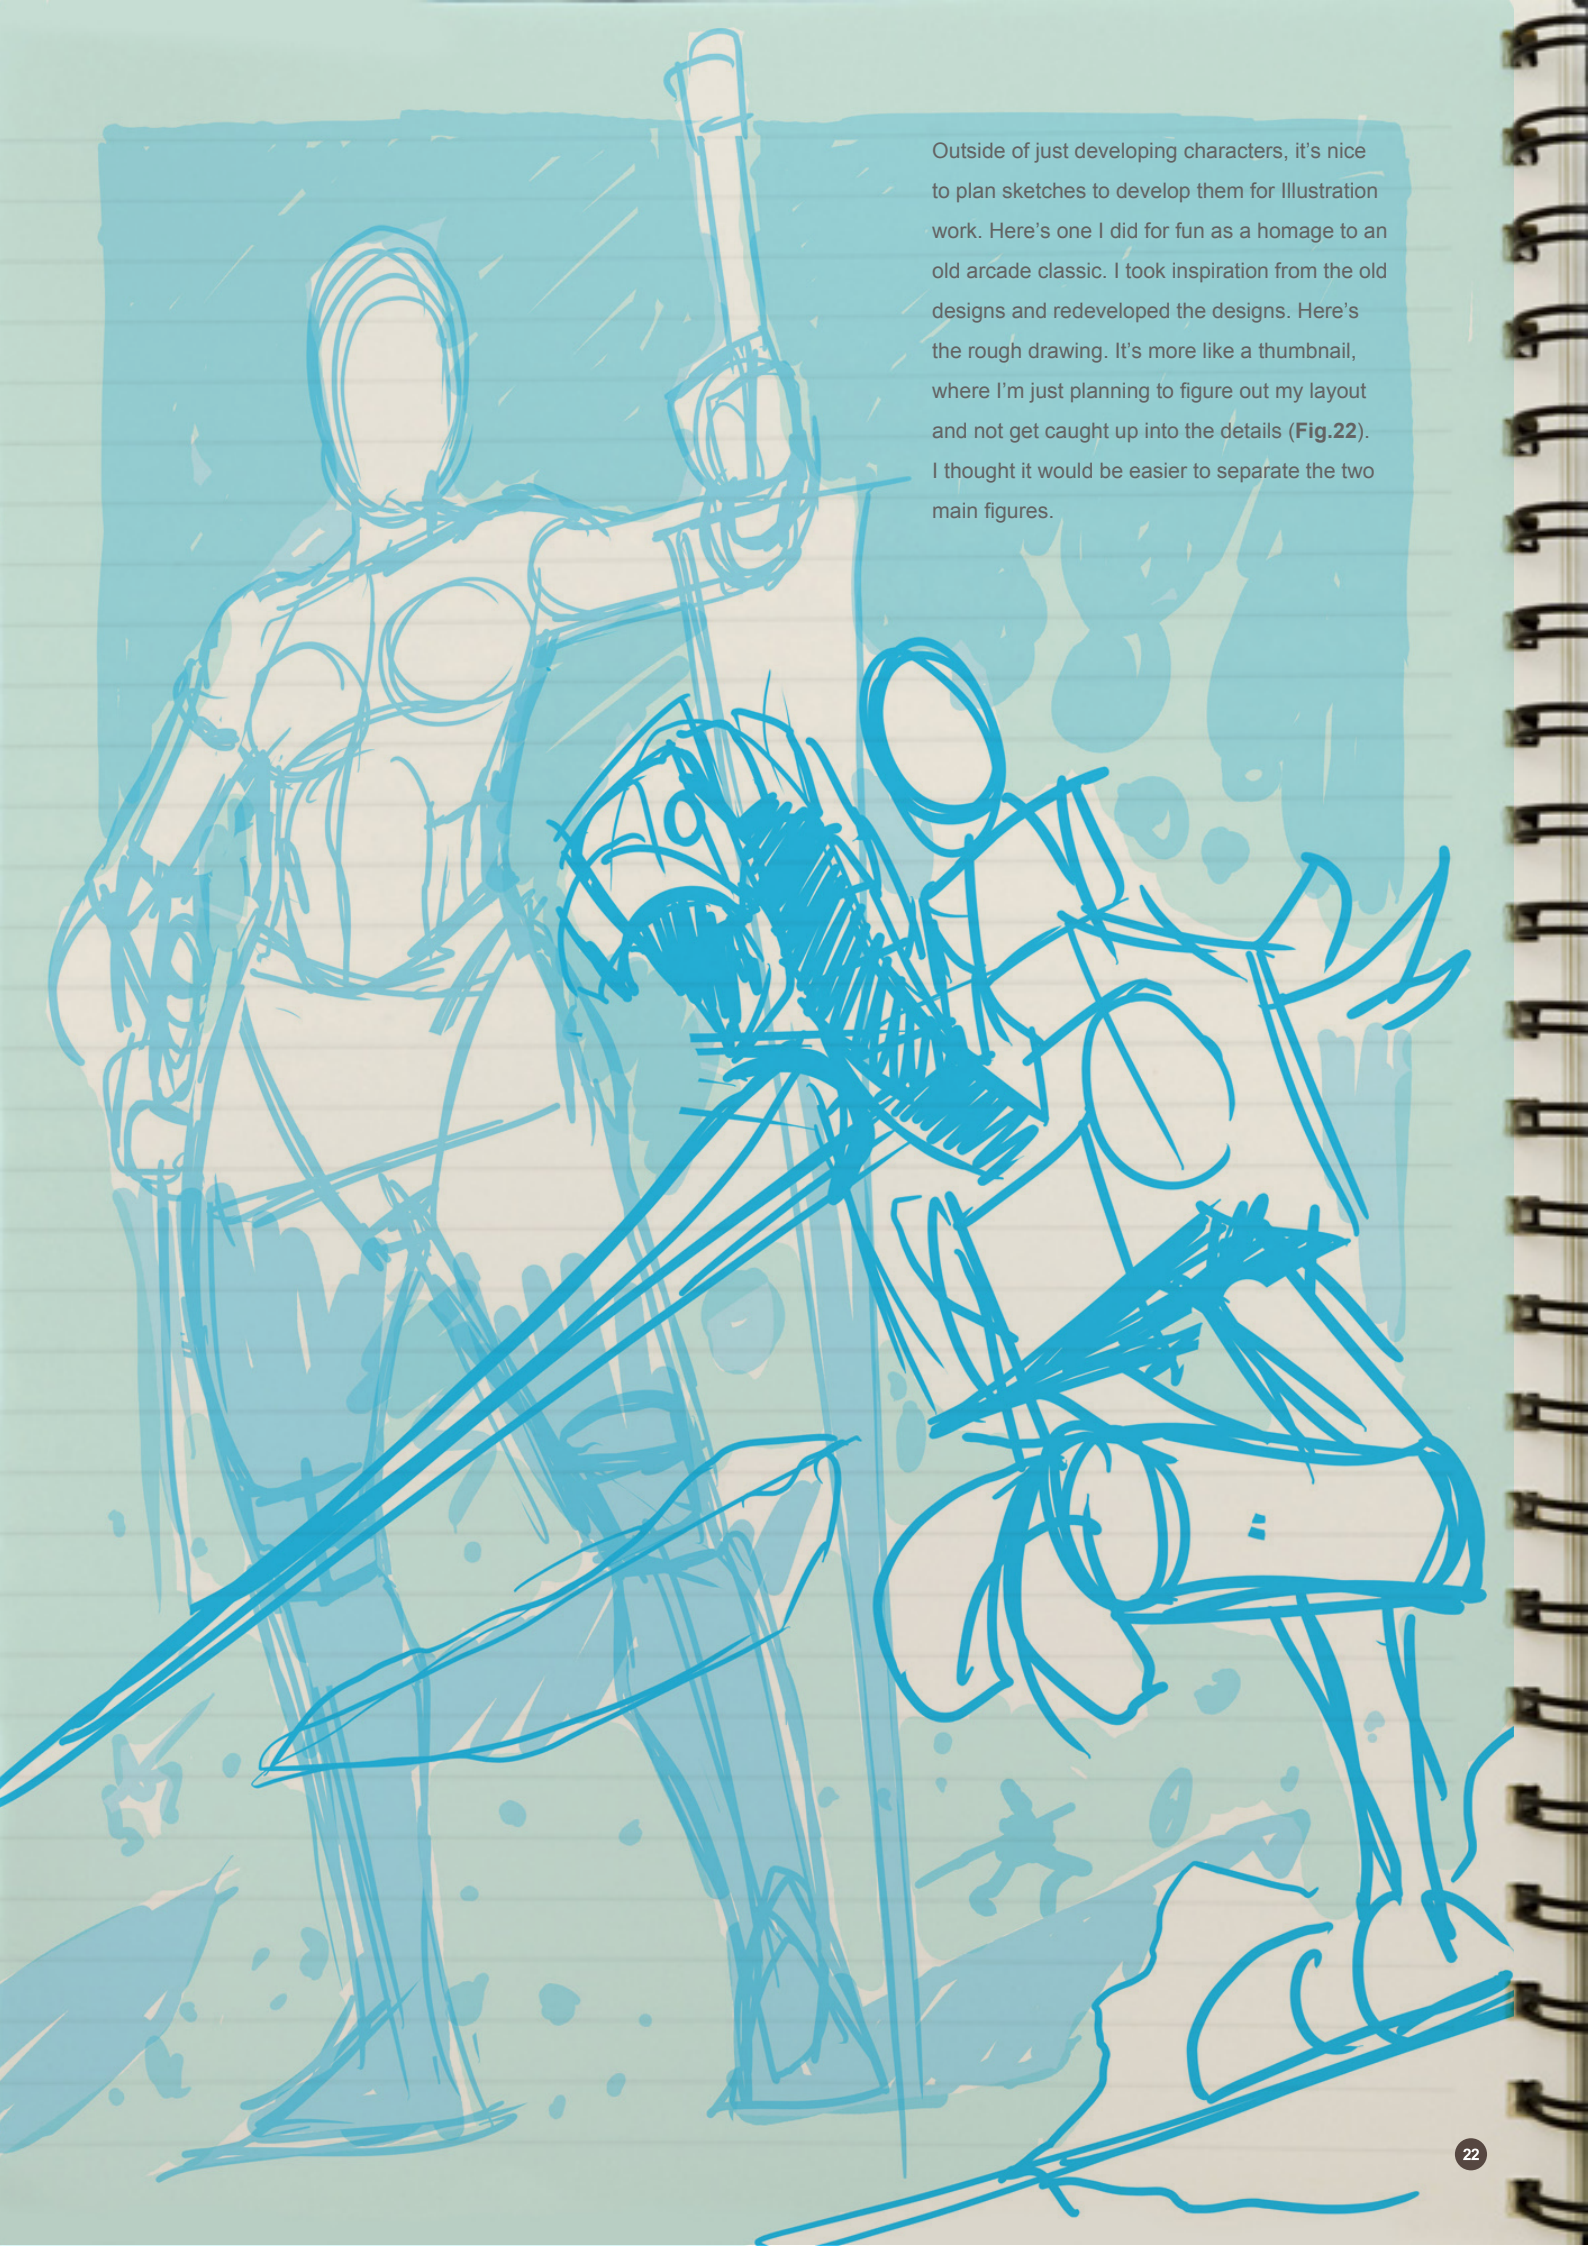 Outside of just developing characters, it's nice
to plan sketches to develop them for Illustration
work. Here's one I did for fun as a homage to an
old arcade classic. I took inspiration from the old
designs and redeveloped the designs. Here's
the rough drawing. It's more like a thumbnail,
where I'm just planning to figure out my layout
and not get caught up into the details (Fig.22).
I thought it would be easier to separate the two
main figures.
22